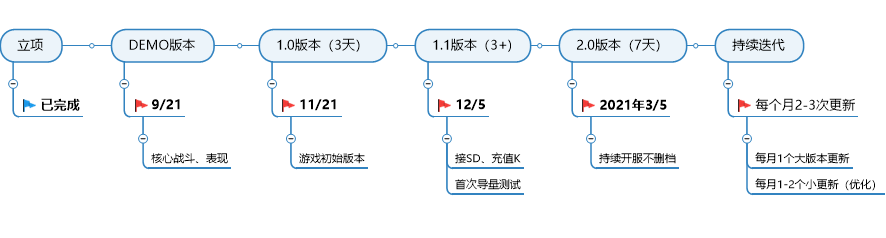 立项
DEMO版本
1.0版本（3天）
1.1版本（3+）
2.0版本（7天）
持续迭代
已完成
9/21
11/21
12/5
2021年3/5
每个月2-3次更新
核心战斗、表现
游戏初始版本
接SD、充值K
持续开服不删档
每月1个大版本更新
首次导量测试
每月1-2个小更新（优化）